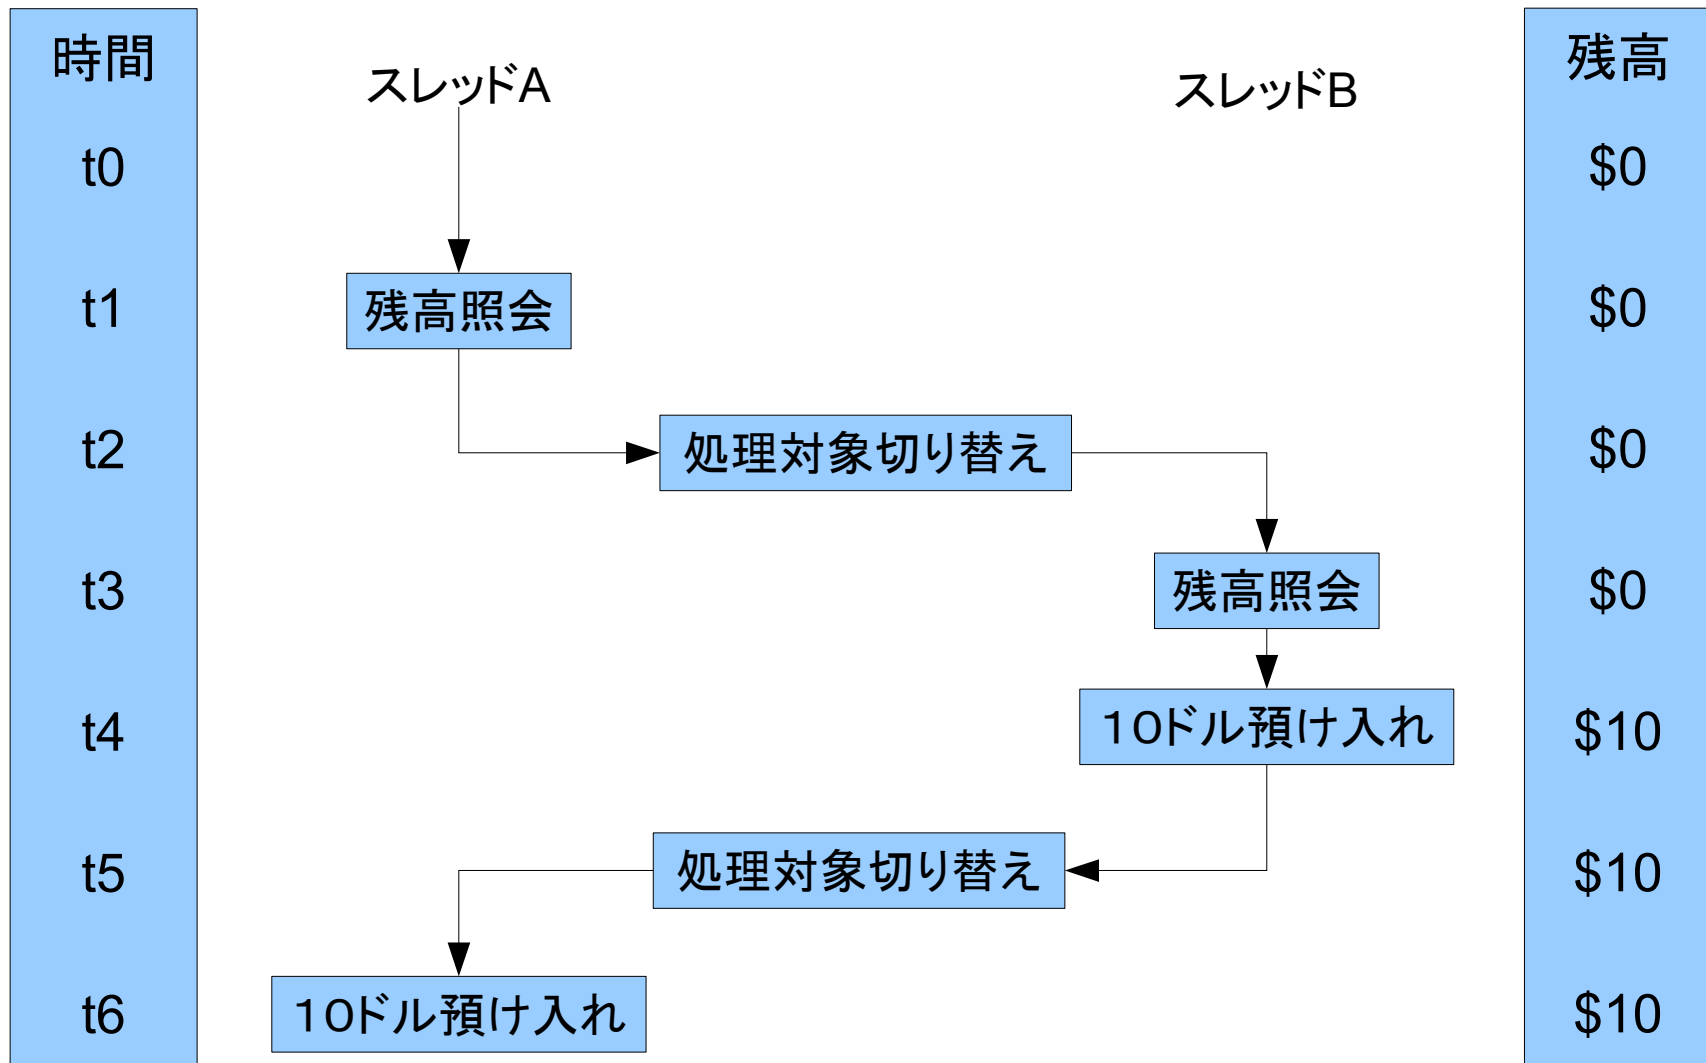 時間
スレッドA
スレッドB
残高
t0
$0
t1
残高照会
$0
t2
処理対象切り替え
$0
t3
残高照会
$0
t4
10ドル預け入れ
$10
t5
処理対象切り替え
$10
t6
10ドル預け入れ
$10